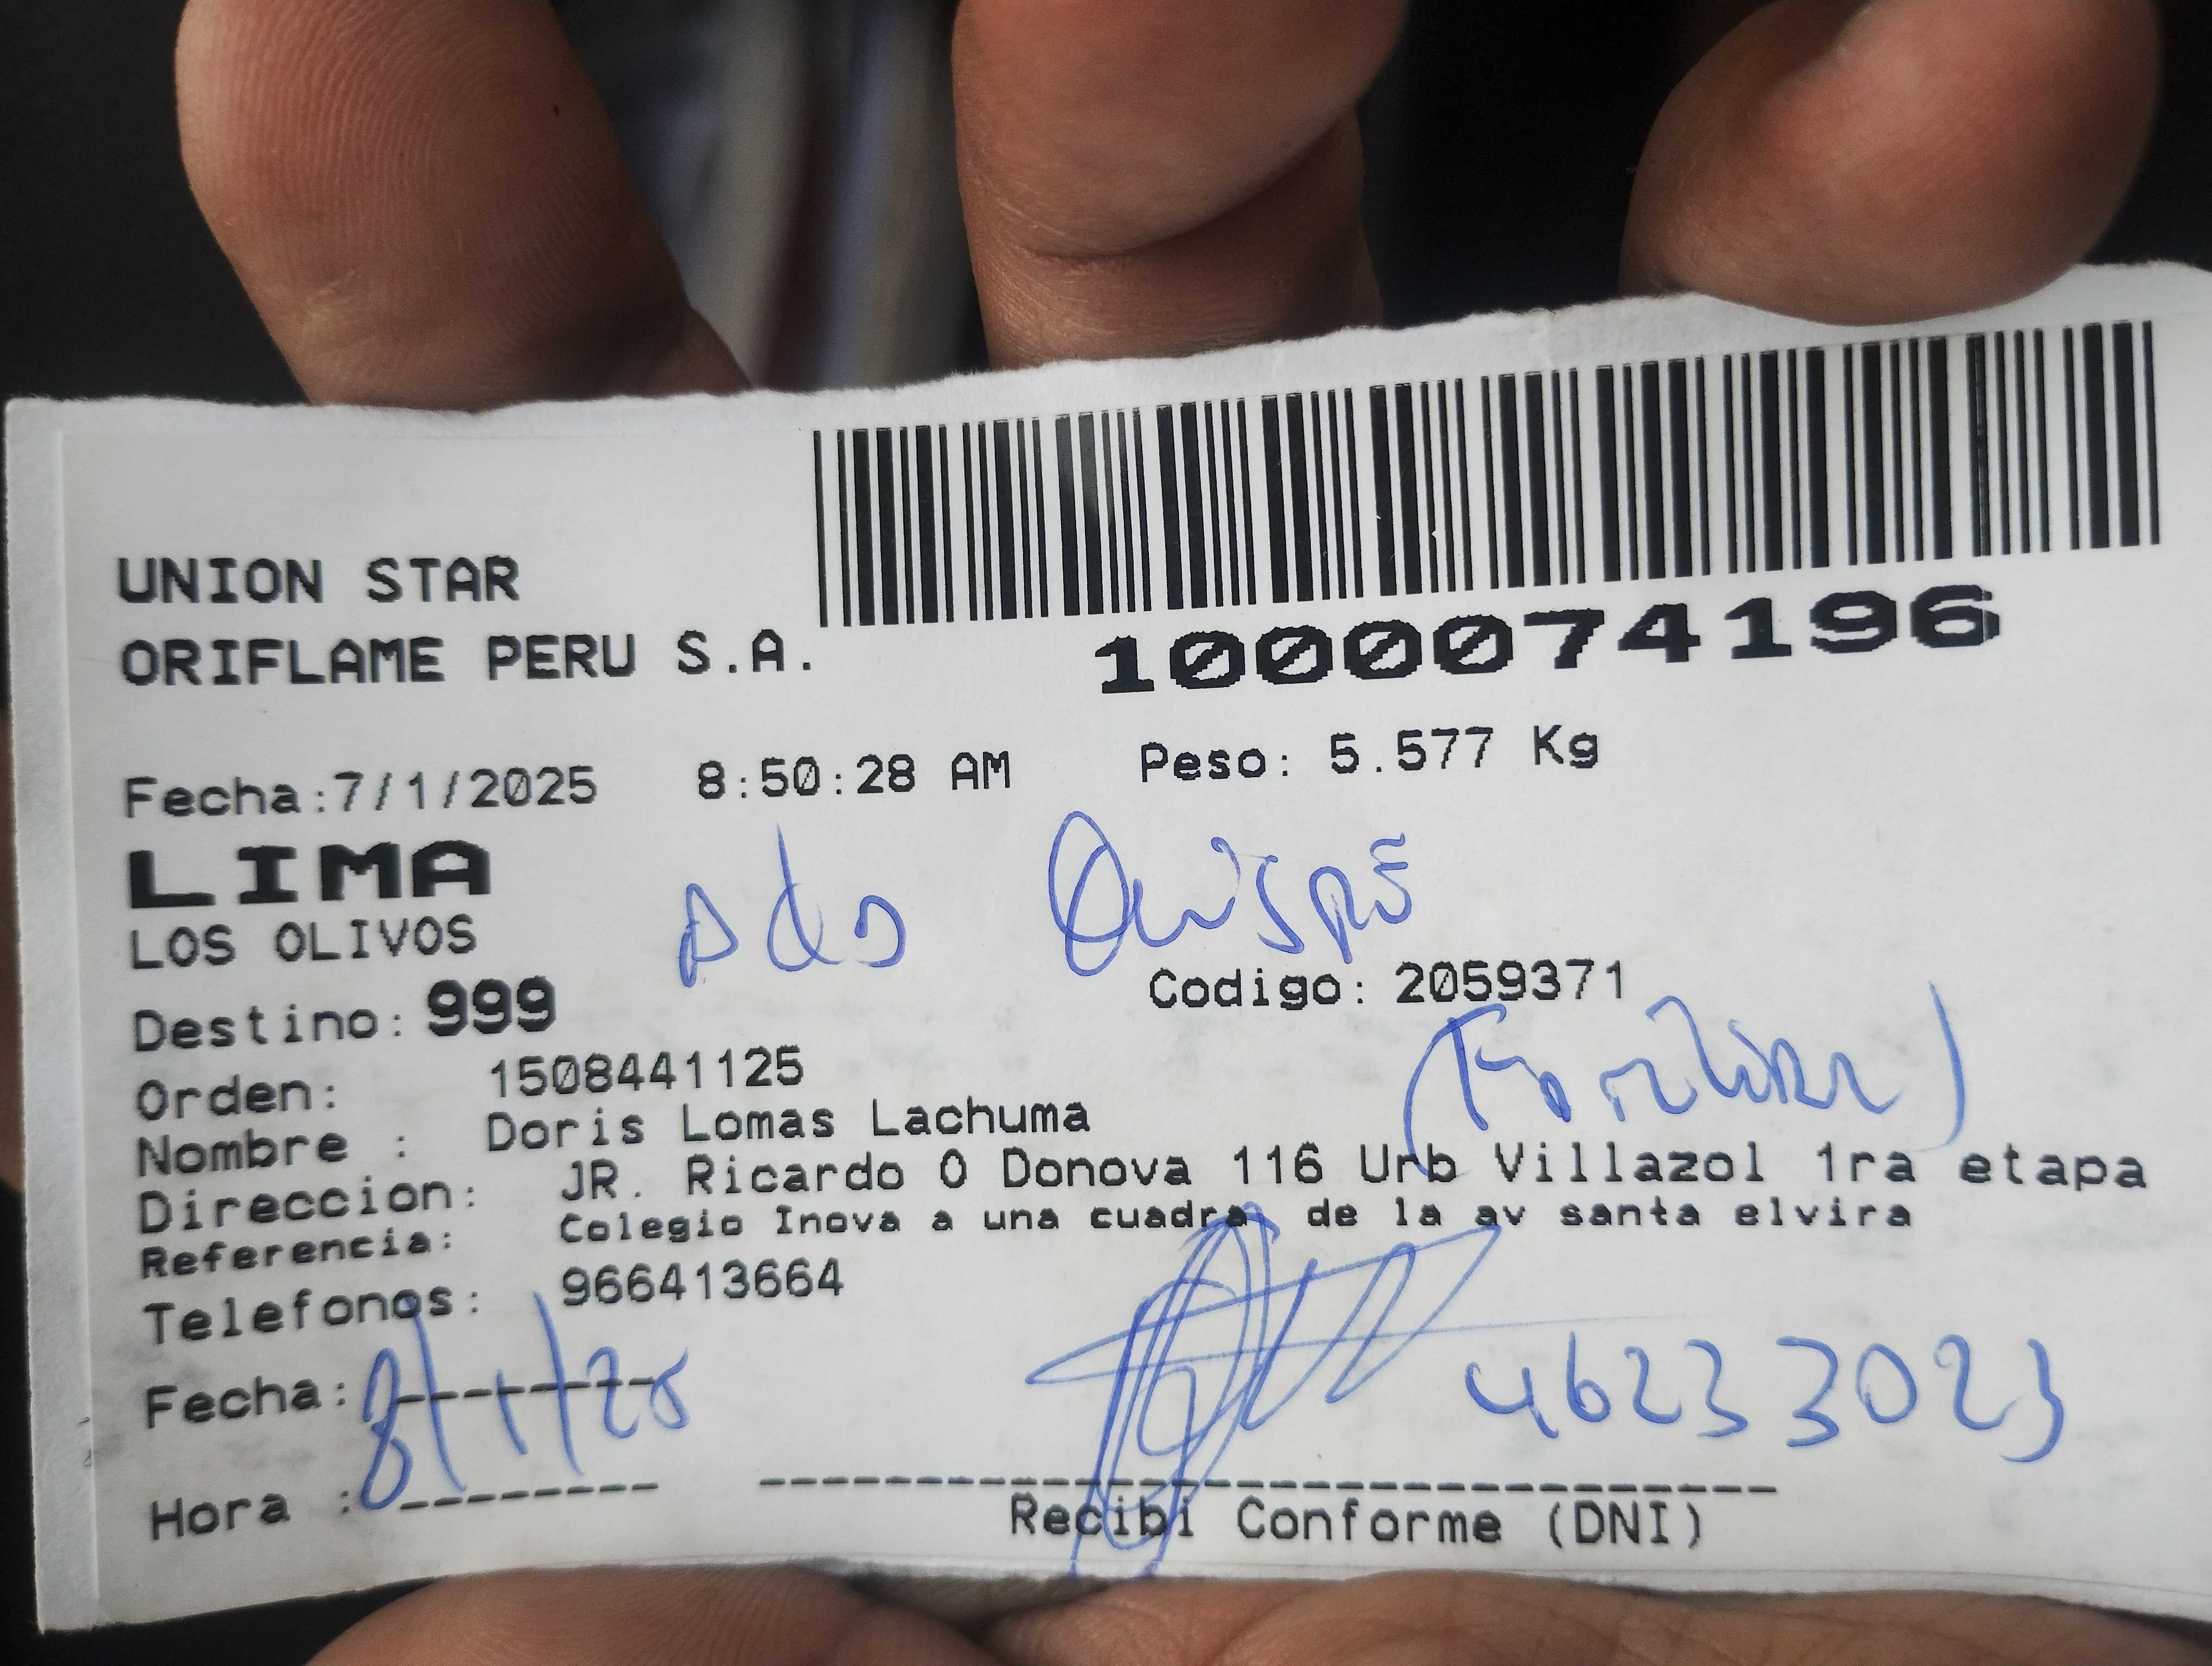 UNION STAR
ORIFLAME PERU S.A.
1000074196
Fecha:7/1/2025 8:50:28 AM Peso: 5.577 Kg
LIMA
Quispe
LOS OLIVOS
Codigo: 2059371
Destino: 999
Orden: 1508441125
Nombre : Doris Lomas Lachuma
Direccion: JR. Ricardo O Donova 116 Urb Villazol 1ra etapa
Referencia: Colegio Inova a una cuadra de la av santa elvira
Telefonos: 966413664
Fecha: 8/1/25
46233023
Hora :
Recibi Conforme (DNI)